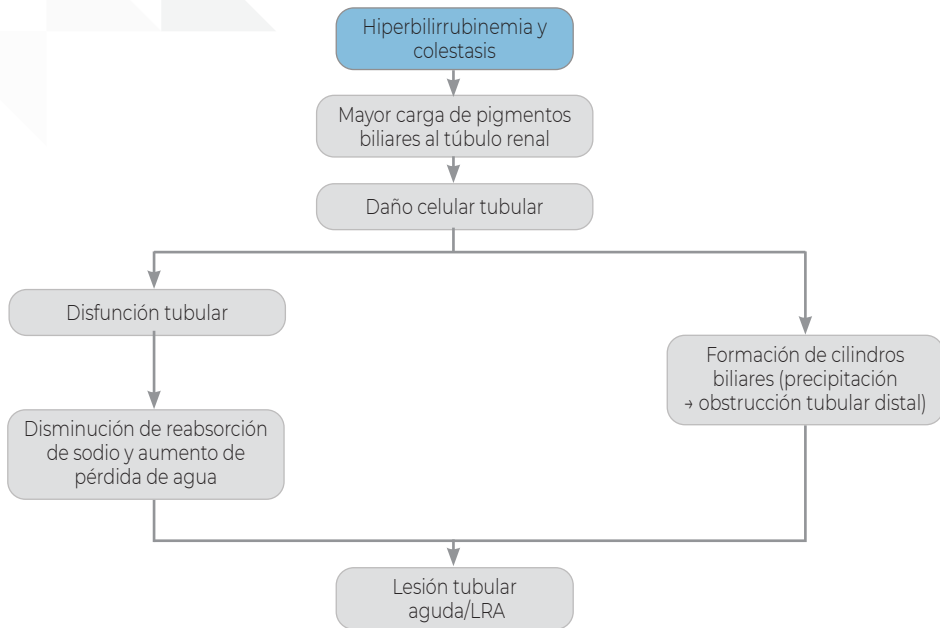 Hiperbilirrubinemia y
colestasis
Mayor carga de pigmentos
biliares al túbulo renal
Daño celular tubular
Disfunción tubular
Disminución de reabsorción
de sodio y aumento de
pérdida de agua
Formación de cilindros
biliares (precipitación
→ obstrucción tubular distal)
Lesión tubular
aguda/LRA